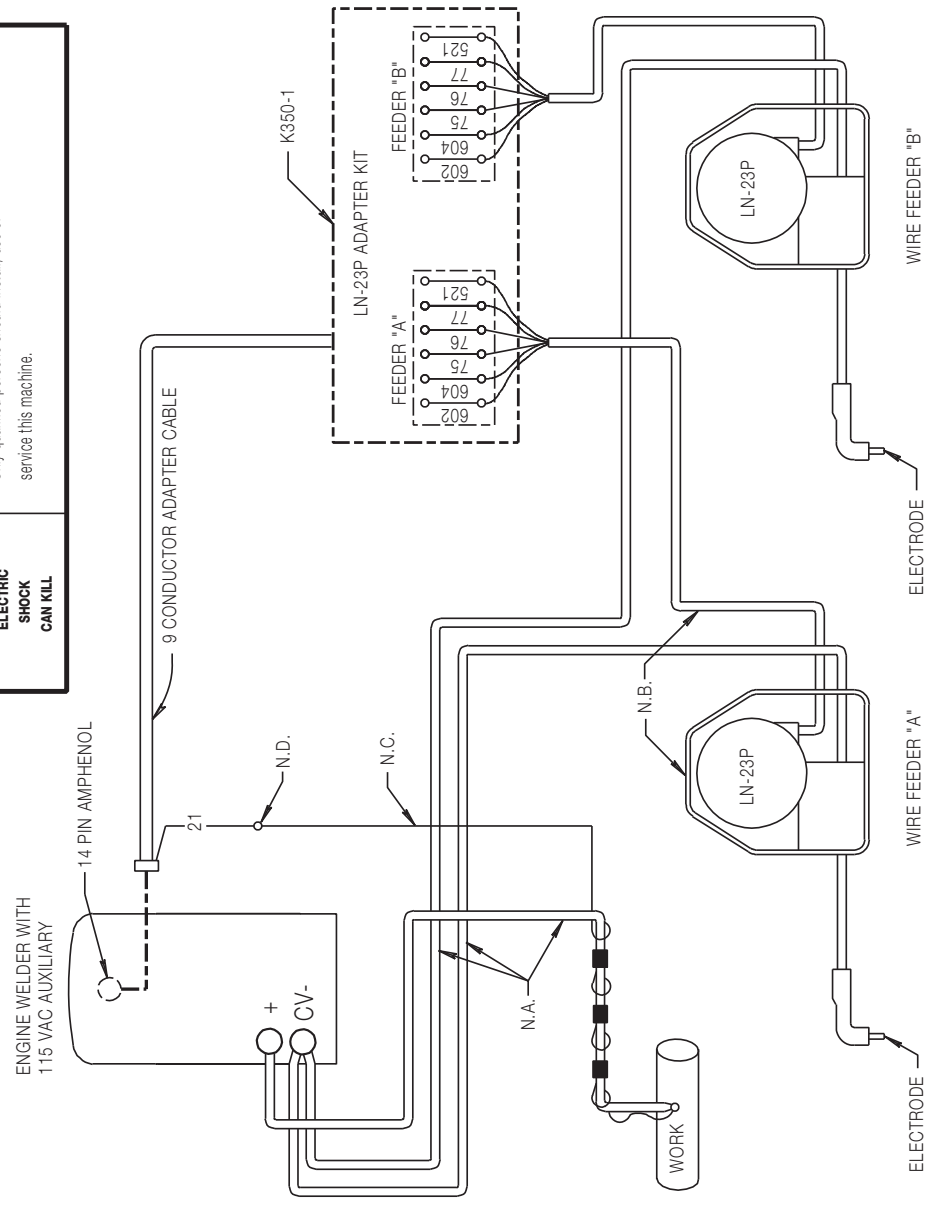 ELECTRIC
SHOCK
CAN KILL
service this machine.
ENGINE WELDER WITH
115 VAC AUXILIARY
14 PIN AMPHENOL
9 CONDUCTOR ADAPTER CABLE
K350-1
LN-23P ADAPTER KIT
FEEDER "A"
602
604
75
76
77
521
FEEDER "B"
602
604
75
76
77
521
21
N.D.
N.C.
+
CV-
N.A.
N.B.
WORK
LN-23P
WIRE FEEDER "A"
ELECTRODE
LN-23P
WIRE FEEDER "B"
ELECTRODE